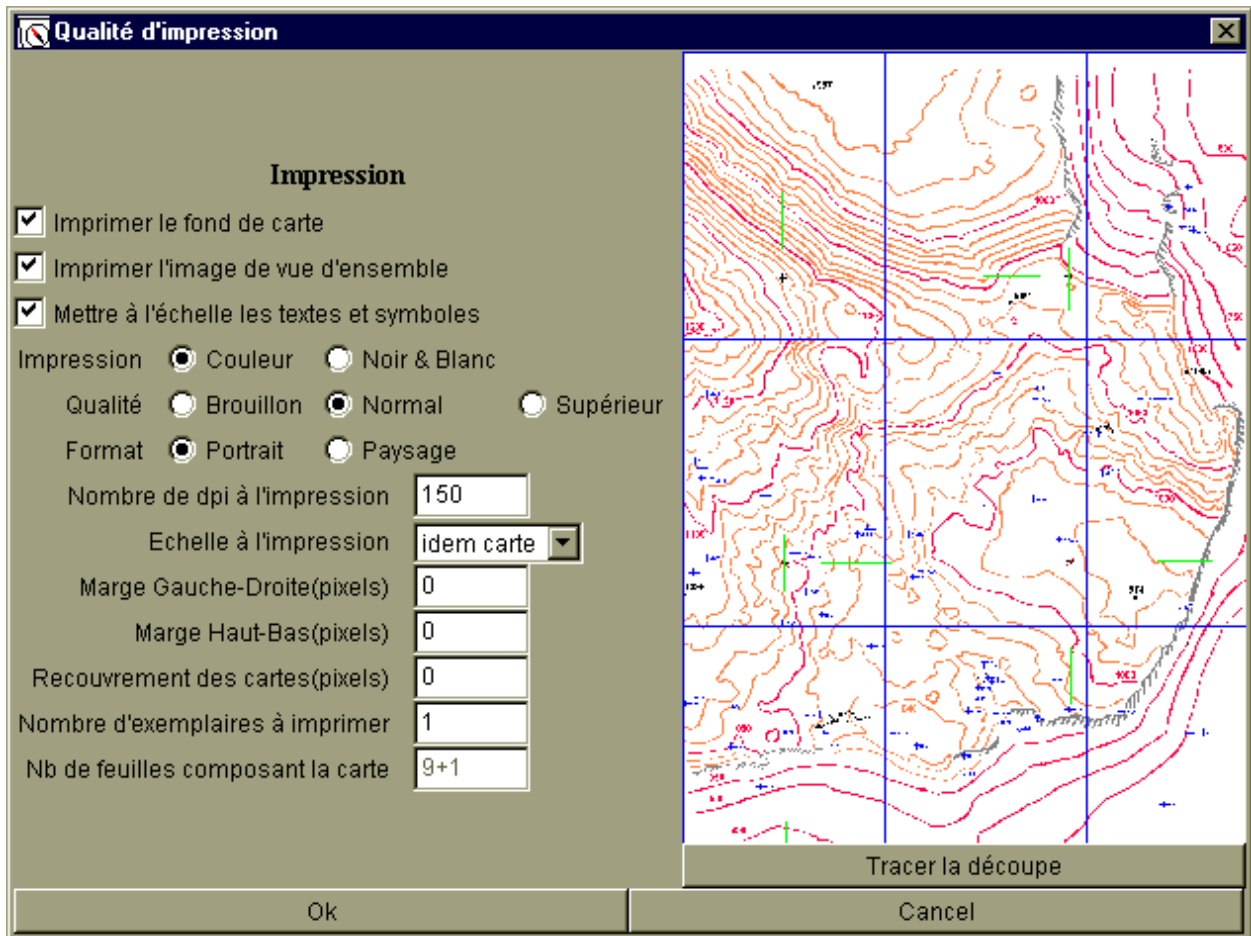 Qualité d'impression
Impression
Imprimer le fond de carte
Imprimer l'image de vue d'ensemble
Mettre à l'échelle les textes et symboles
Impression Couleur Noir & Blanc
Qualité Brouillon Normal Supérieur
Format Portrait Paysage
Nombre de dpi à l'impression 150
Echelle à l'impression idem carte
Marge Gauche-Droite(pixels) 0
Marge Haut-Bas(pixels) 0
Recouvrement des cartes(pixels) 0
Nombre d'exemplaires à imprimer 1
Nb de feuilles composant la carte 9+1
Tracer la découpe
Ok Cancel